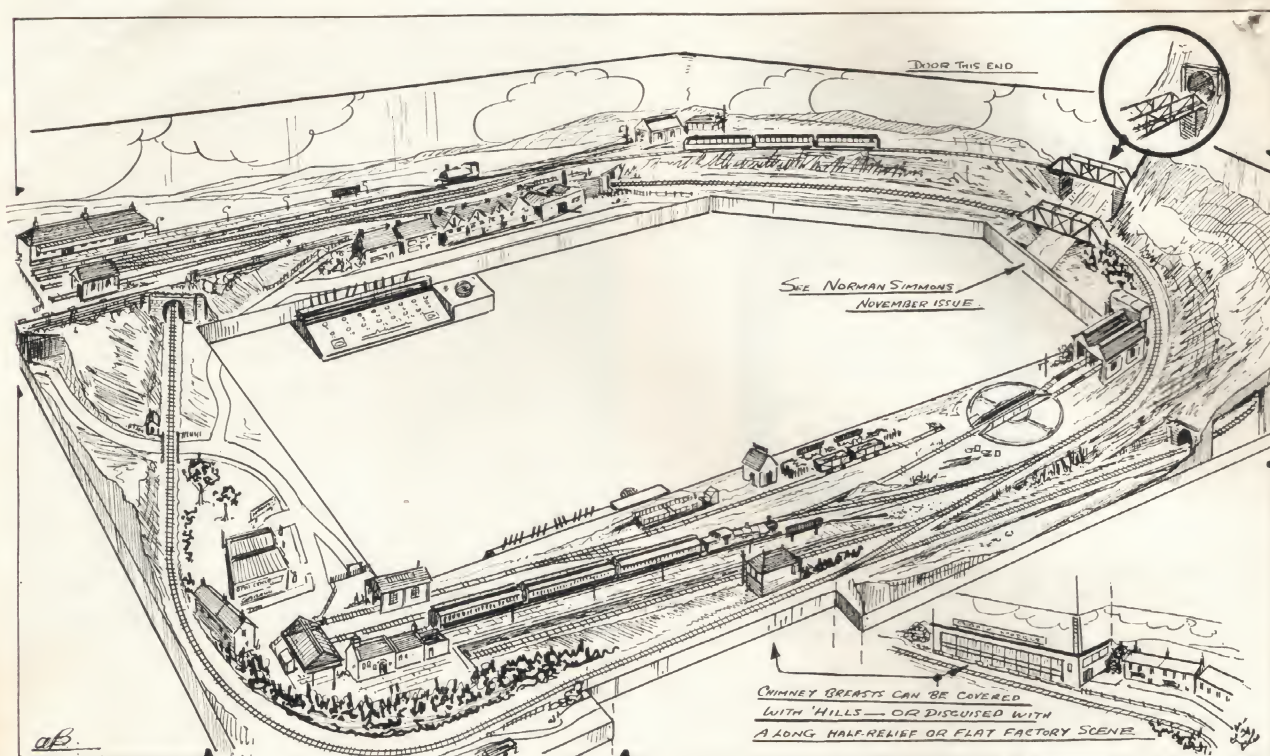 DOOR THIS END
SEE NORMAN SIMMONS
NOVEMBER ISSUE.
CHIMNEY BREASTS CAN BE COVERED
WITH 'HILLS — OR DISGUISED WITH
A LONG HALF-RELIEF OR FLAT FACTORY SCENE.
aB.